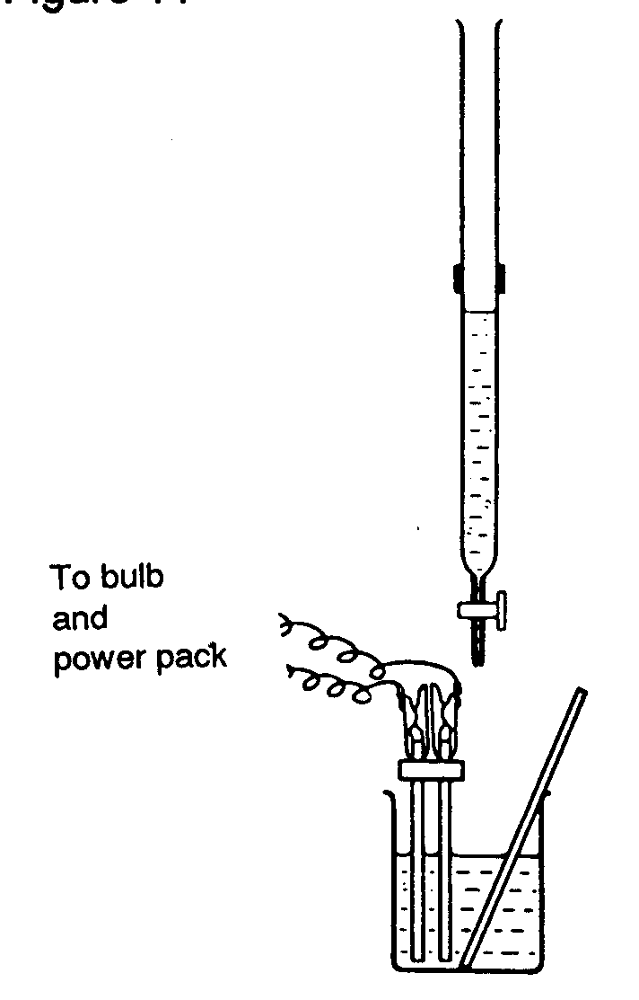 To bulb
and
power pack